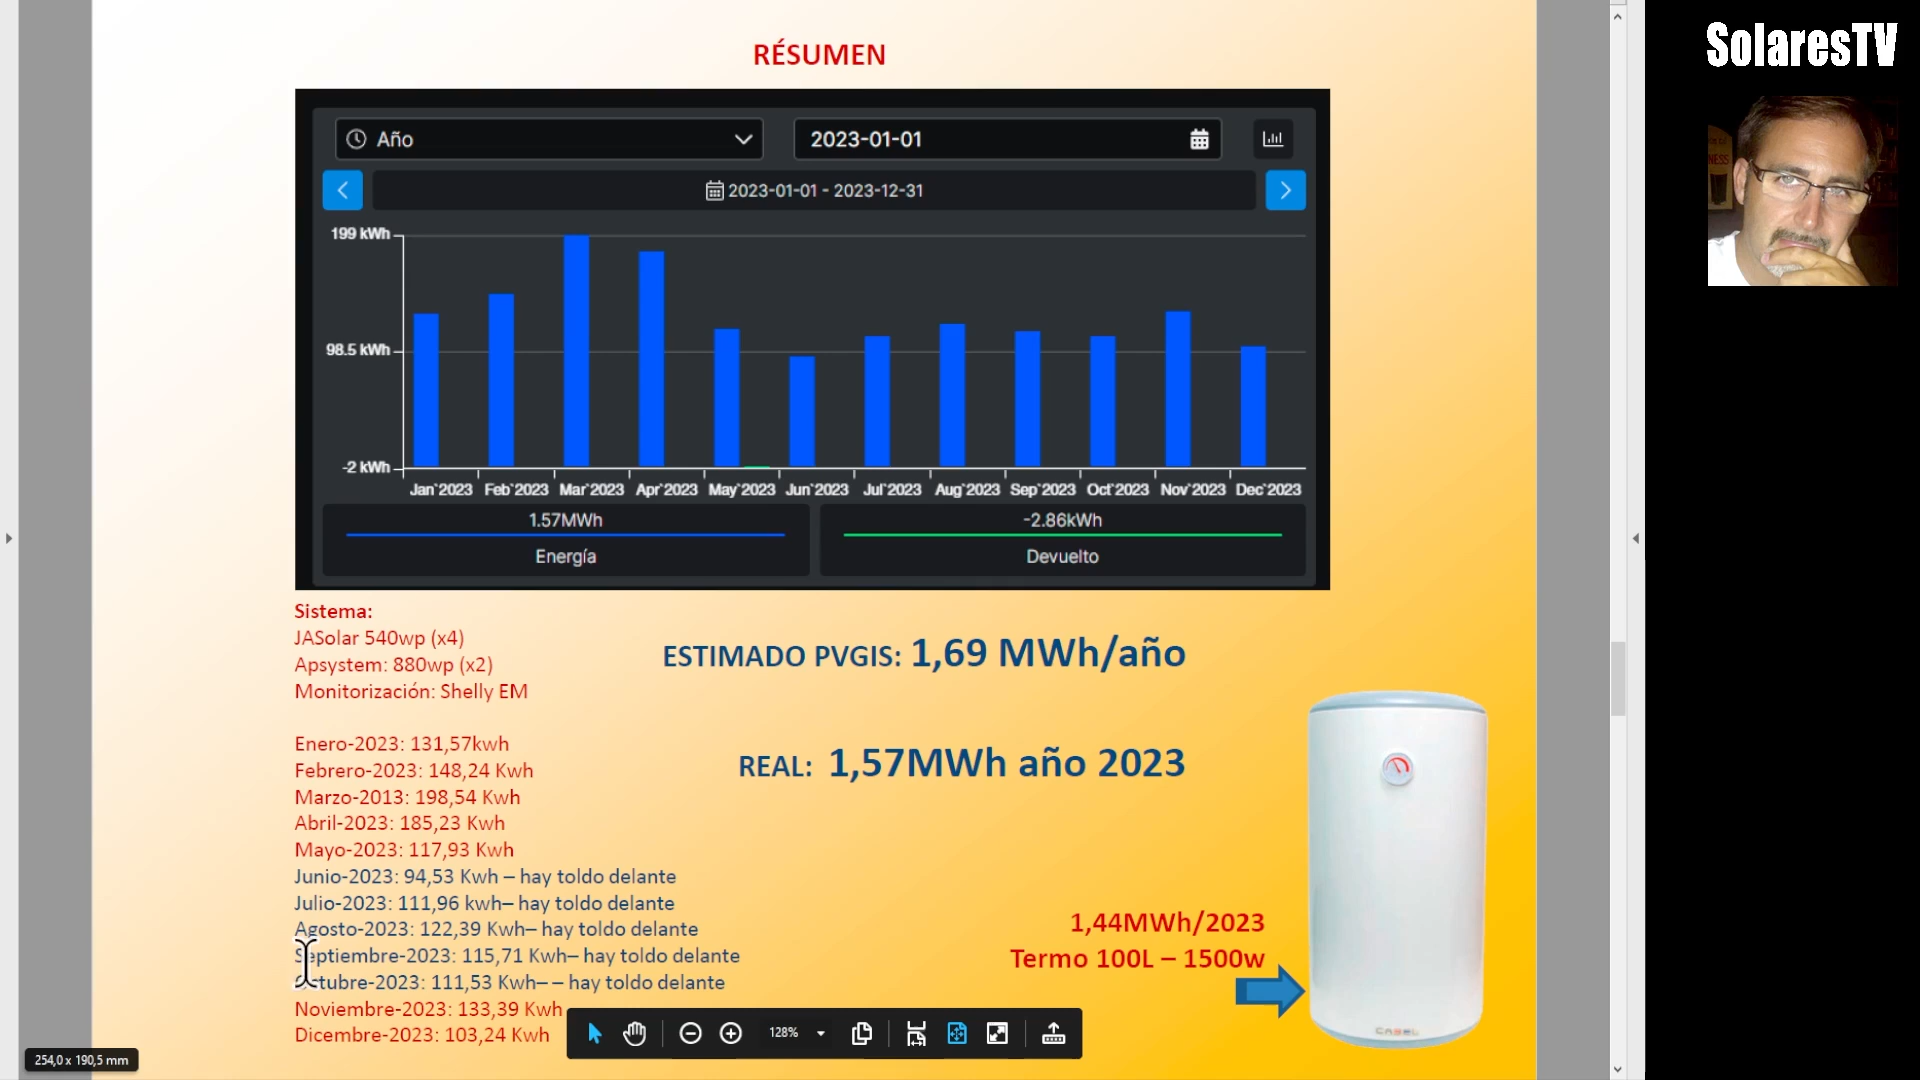 SolaresTV
RÉSUMEN
Año
2023-01-01
2023-01-01 - 2023-12-31
199 kWh
98.5 kWh
-2 kWh
Jan`2023 Feb`2023 Mar`2023 Apr`2023 May`2023 Jun`2023 Jul`2023 Aug`2023 Sep`2023 Oct`2023 Nov`2023 Dec`2023
1.57MWh
Energía
-2.86kWh
Devuelto
Sistema:
JASolar 540wp (x4)
Apsystem: 880wp (x2)
Monitorización: Shelly EM
Enero-2023: 131,57kwh
Febrero-2023: 148,24 Kwh
Marzo-2013: 198,54 Kwh
Abril-2023: 185,23 Kwh
Mayo-2023: 117,93 Kwh
Junio-2023: 94,53 Kwh – hay toldo delante
Julio-2023: 111,96 kwh– hay toldo delante
Agosto-2023: 122,39 Kwh– hay toldo delante
Septiembre-2023: 115,71 Kwh– hay toldo delante
Octubre-2023: 111,53 Kwh– – hay toldo delante
Noviembre-2023: 133,39 Kwh
Dicembre-2023: 103,24 Kwh
ESTIMADO PVGIS: 1,69 MWh/año
REAL: 1,57MWh año 2023
1,44MWh/2023
Termo 100L – 1500w
CABEL
128%
254,0 x 190,5 mm